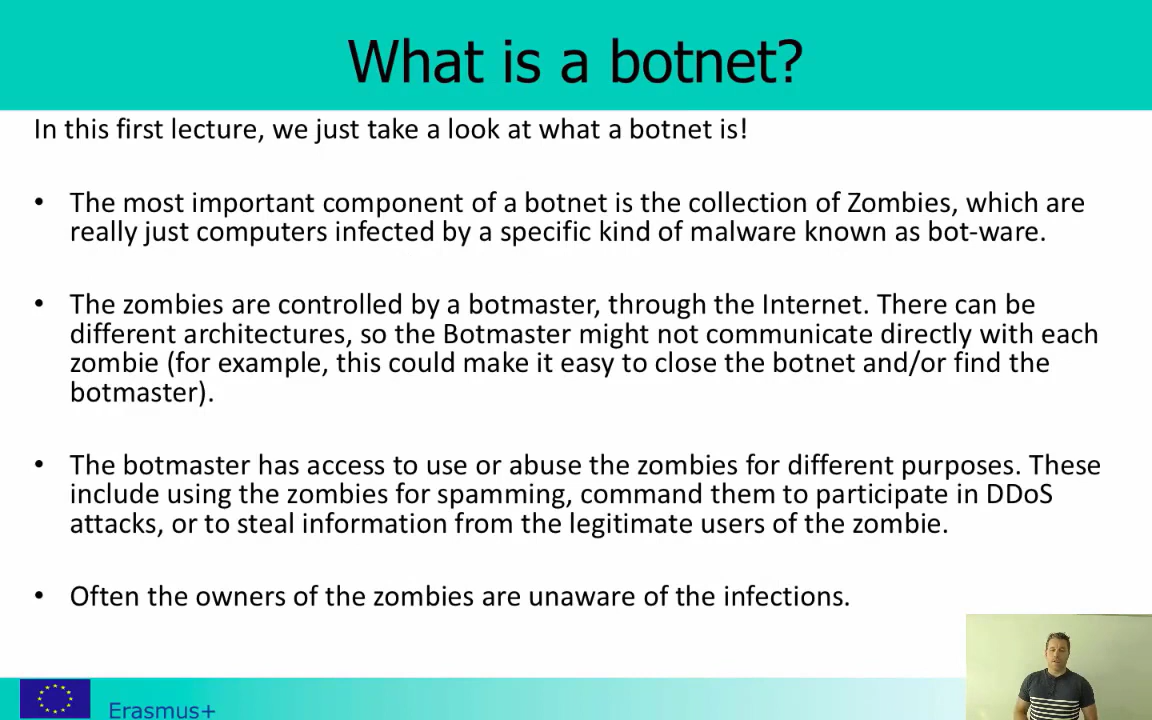 What is a botnet?
In this first lecture, we just take a look at what a botnet is!
• The most important component of a botnet is the collection of Zombies, which are
really just computers infected by a specific kind of malware known as bot-ware.
• The zombies are controlled by a botmaster, through the Internet. There can be
different architectures, so the Botmaster might not communicate directly with each
zombie (for example, this could make it easy to close the botnet and/or find the
botmaster).
• The botmaster has access to use or abuse the zombies for different purposes. These
include using the zombies for spamming, command them to participate in DDoS
attacks, or to steal information from the legitimate users of the zombie.
• Often the owners of the zombies are unaware of the infections.
Erasmus+